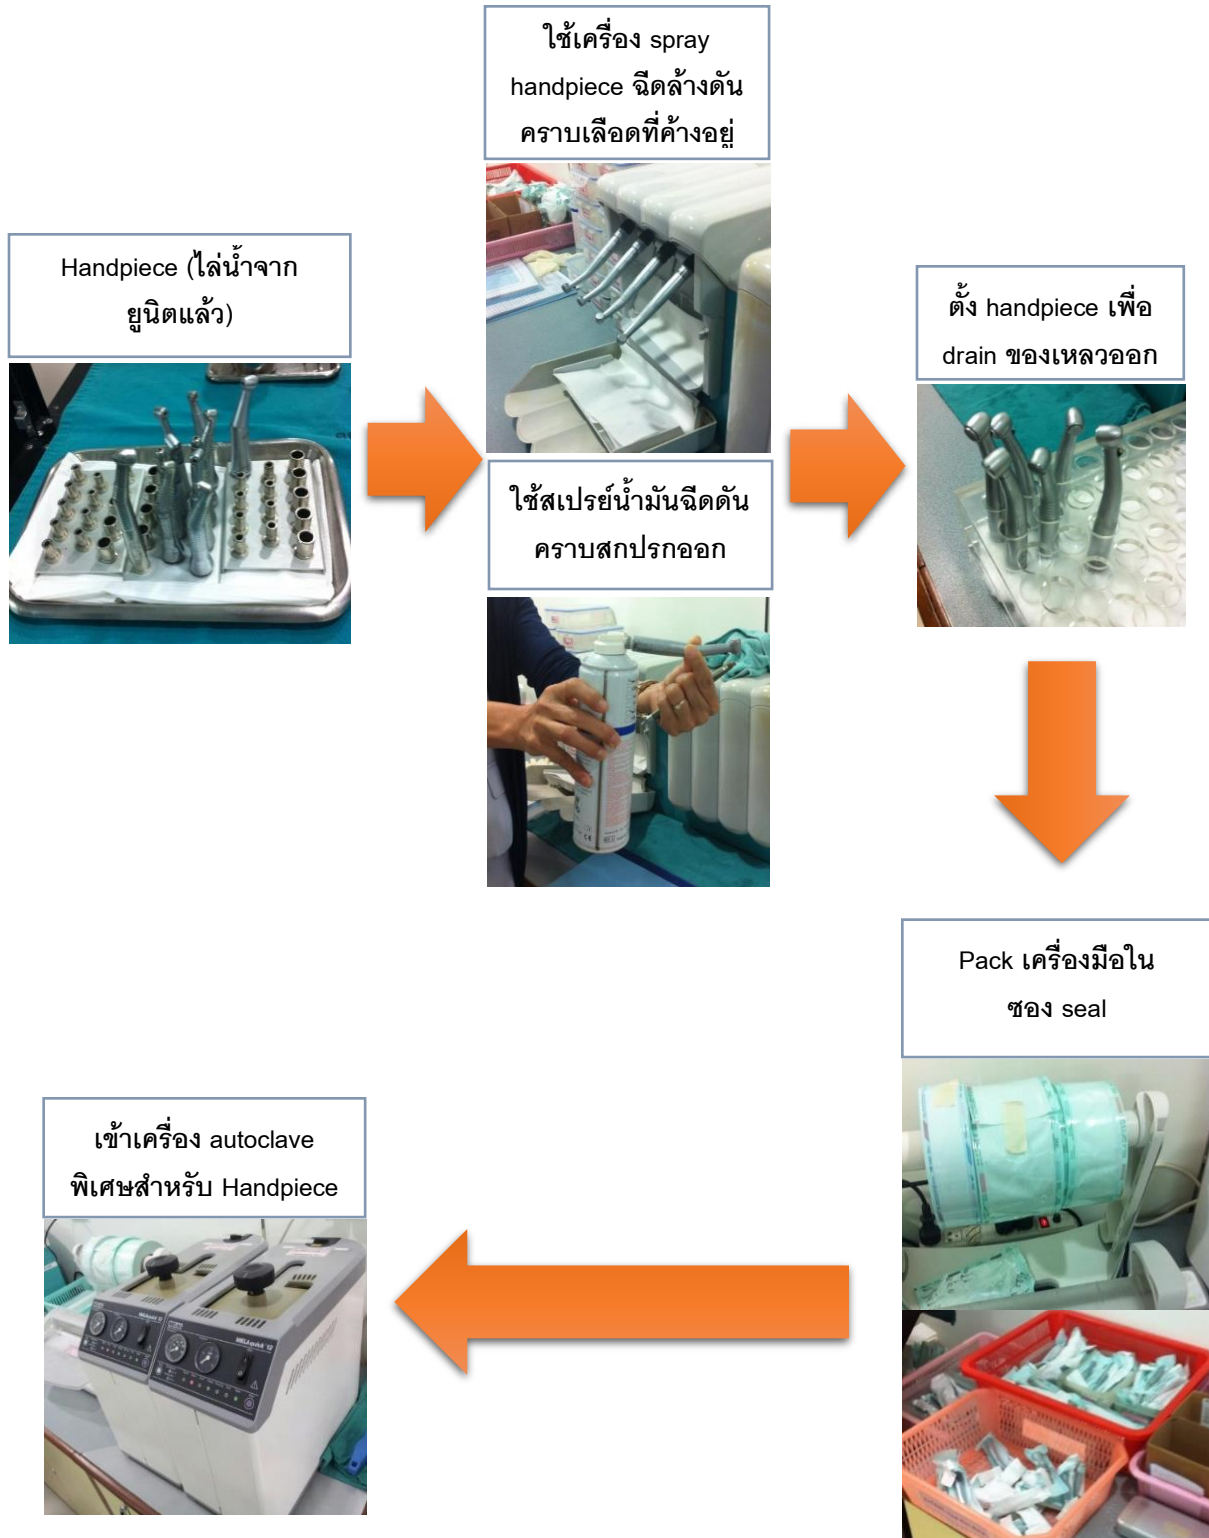 Handpiece (ไล่น้ำจาก
ยูนิตแล้ว)
ใช้เครื่อง spray
handpiece ฉีดล้างดัน
คราบเลือดที่ค้างอยู่
ใช้สเปรย์น้ำมันฉีดดัน
คราบสกปรกออก
ตั้ง handpiece เพื่อ
drain ของเหลวออก
Pack เครื่องมือใน
ซอง seal
เข้าเครื่อง autoclave
พิเศษสำหรับ Handpiece